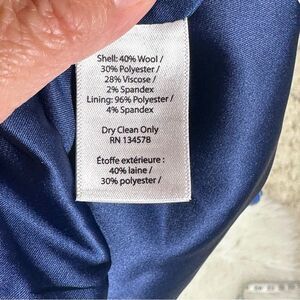 Shell: 40% Wool /
30% Polyester /
28% Viscose /
2% Spandex
Lining: 96% Polyester /
4% Spandex
Dry Clean Only
RN 134578
Étoffe extérieure :
40% laine /
30% polyester /